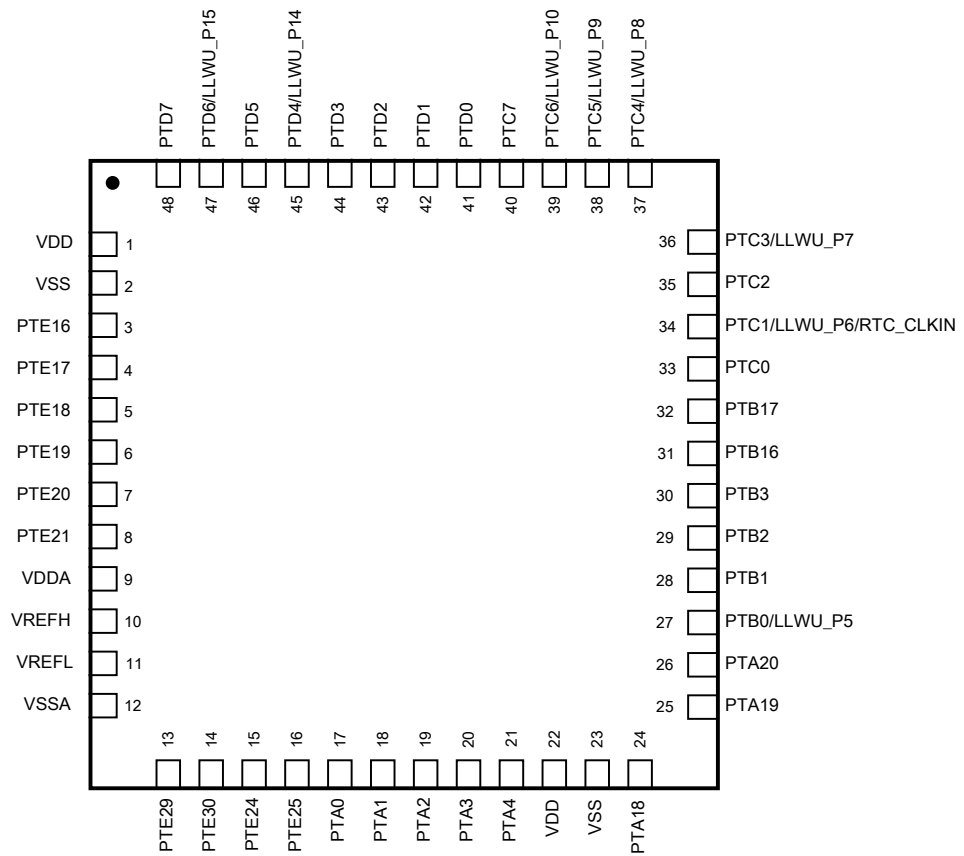 PTD7
PTD6/LLWU_P15
PTD5
PTD4/LLWU_P14
PTD3
PTD2
PTD1
PTD0
PTC7
PTC6/LLWU_P10
PTC5/LLWU_P9
PTC4/LLWU_P8
48
47
46
45
44
43
42
41
40
39
38
37
VDD 1
VSS 2
PTE16 3
PTE17 4
PTE18 5
PTE19 6
PTE20 7
PTE21 8
VDDA 9
VREFH 10
VREFL 11
VSSA 12
36 PTC3/LLWU_P7
35 PTC2
34 PTC1/LLWU_P6/RTC_CLKIN
33 PTC0
32 PTB17
31 PTB16
30 PTB3
29 PTB2
28 PTB1
27 PTB0/LLWU_P5
26 PTA20
25 PTA19
13
14
15
16
17
18
19
20
21
22
23
24
PTE29
PTE30
PTE24
PTE25
PTA0
PTA1
PTA2
PTA3
PTA4
VDD
VSS
PTA18